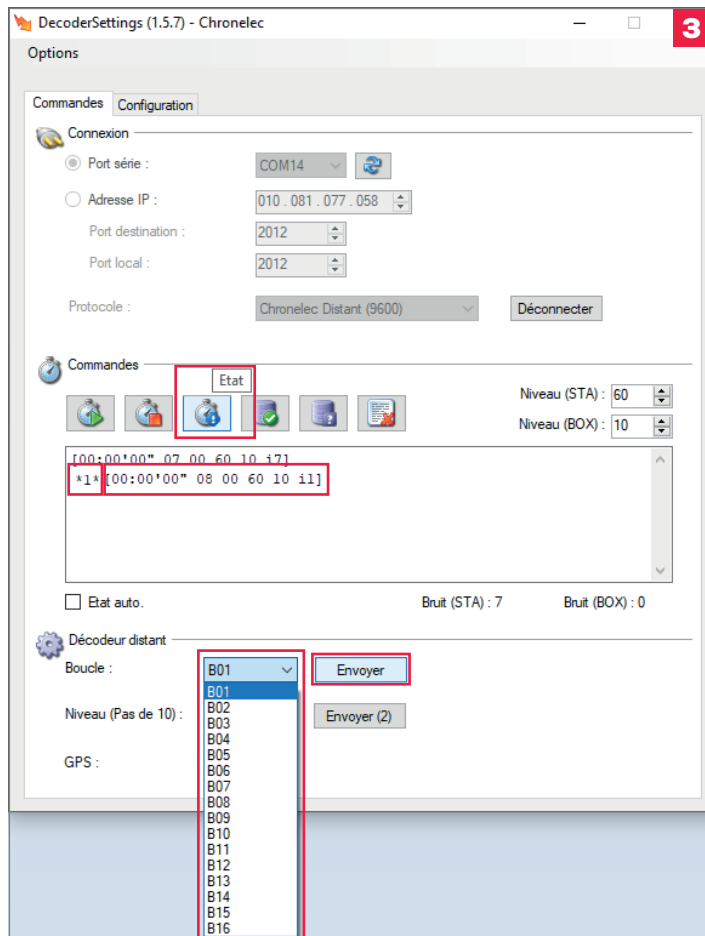 DecoderSettings (1.5.7) - Chronelec
3
Options
Commandes Configuration
Connexion
Port série : COM14
Adresse IP : 010 . 081 . 077 . 058
Port destination : 2012
Port local : 2012
Protocole : Chronelec Distant (9600) Déconnecter
Commandes
Etat
Niveau (STA) : 60
Niveau (BOX) : 10
[00:00'00" 07 00 60 10 i7]
*1*[00:00'00" 08 00 60 10 i1]
Etat auto. Bruit (STA) : 7 Bruit (BOX) : 0
Décodeur distant
Boucle : B01 Envoyer
B01
B02
Niveau (Pas de 10) : Envoyer (2)
B03
B04
B05
GPS :
B06
B07
B08
B09
B10
B11
B12
B13
B14
B15
B16